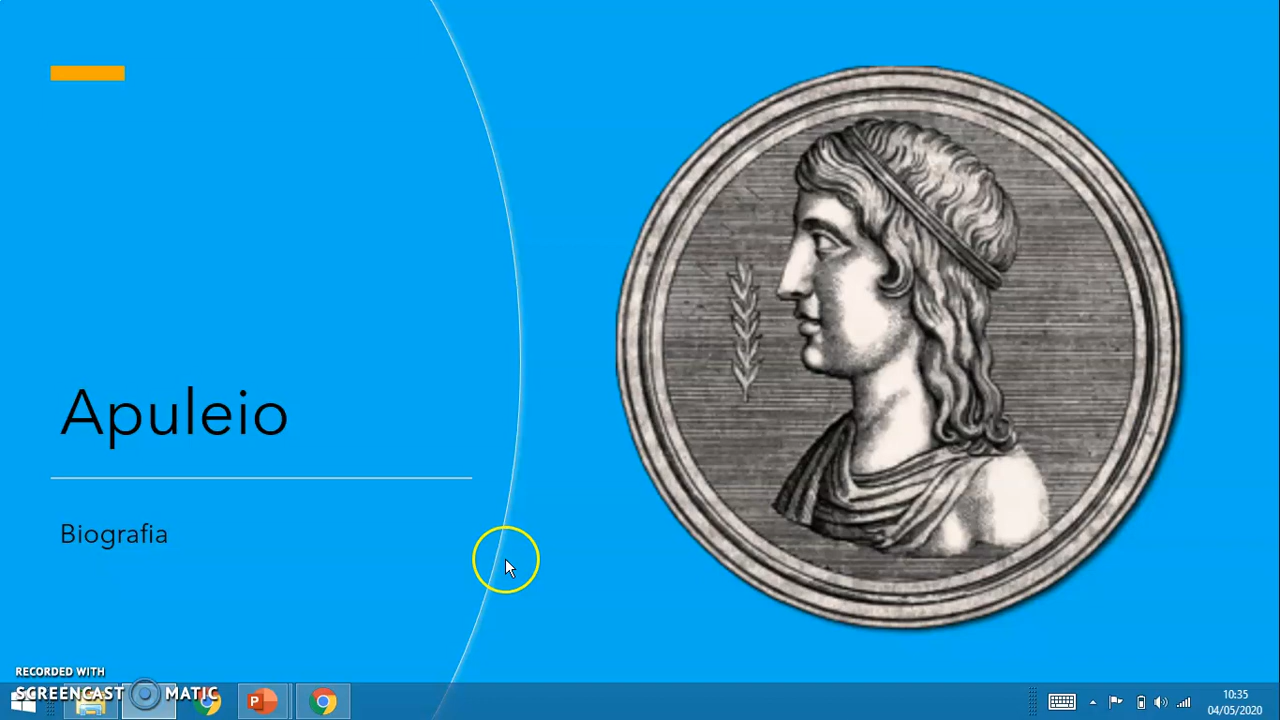 Apuleio
Biografia
RECORDED WITH
SCREENCAST MATIC
P
10:35
04/05/2020